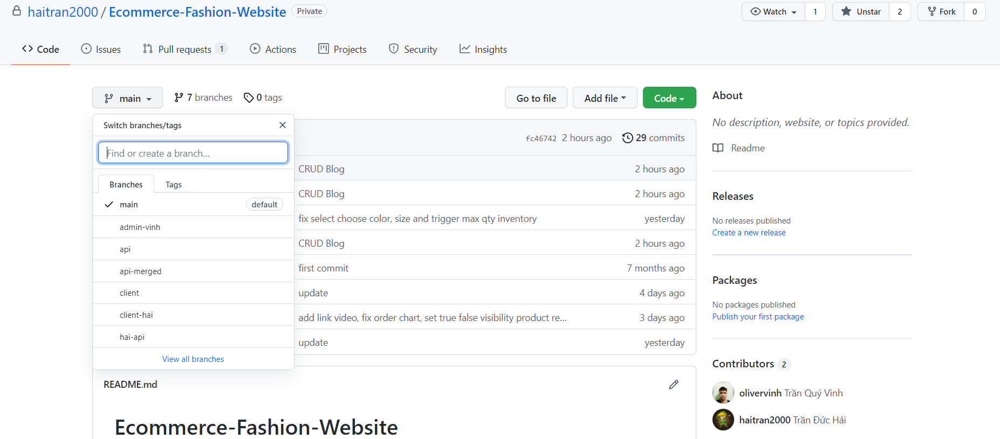 haitran2000 / Ecommerce-Fashion-Website Private
Watch 1 Unstar 2 Fork 0
Code Issues Pull requests 1 Actions Projects Security Insights
main 7 branches 0 tags Go to file Add file Code
Switch branches/tags
Find or create a branch...
Branches Tags
main default
admin-vinh
api
api-merged
client
client-hai
hai-api
View all branches
fc46742 2 hours ago 29 commits
CRUD Blog 2 hours ago
CRUD Blog 2 hours ago
fix select choose color, size and trigger max qty inventory yesterday
CRUD Blog 2 hours ago
first commit 7 months ago
update 4 days ago
add link video, fix order chart, set true false visibility product re... 3 days ago
update yesterday
README.md
Ecommerce-Fashion-Website
About
No description, website, or topics provided.
Readme
Releases
No releases published
Create a new release
Packages
No packages published
Publish your first package
Contributors 2
olivervinh Trần Quý Vinh
haitran2000 Trần Đức Hải